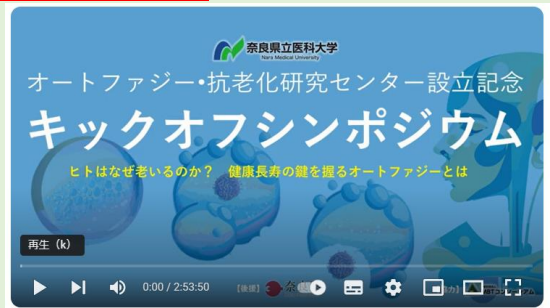 奈良県立医科大学
Nara Medical University
オートファジー・抗老化研究センター設立記念
キックオフシンポジウム
ヒトはなぜ老いるのか？ 健康長寿の鍵を握るオートファジーとは
再生（k）
0:00 / 2:53:50
【後援】